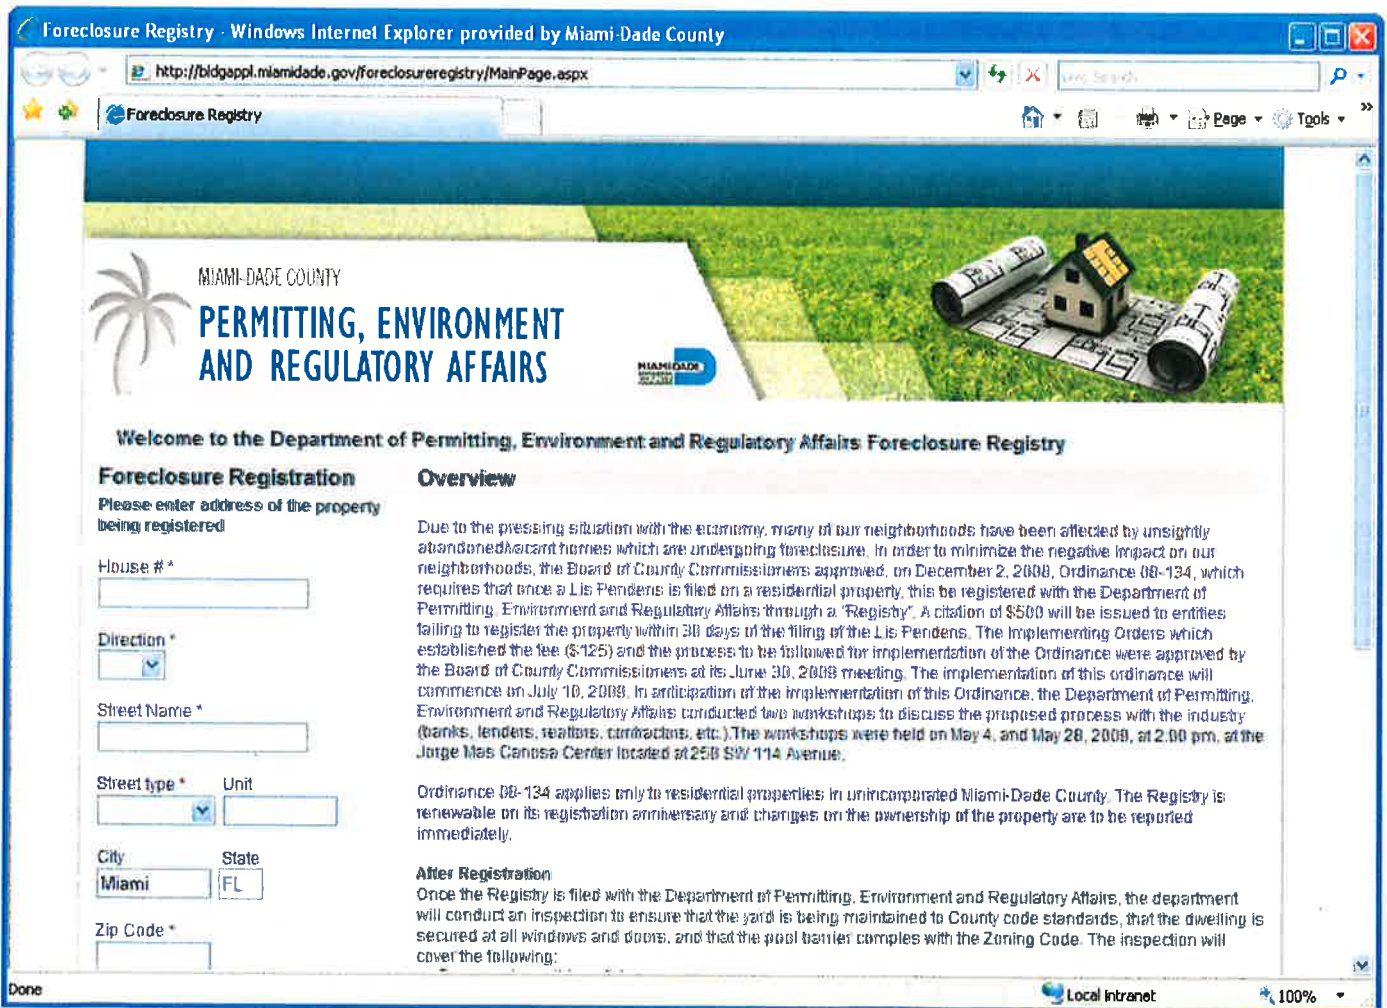 Foreclosure Registry - Windows Internet Explorer provided by Miami-Dade County
http://bldgappl.miamidade.gov/foreclosureregistry/MainPage.aspx
Live Search
Foreclosure Registry
Page
Tools
MIAMI-DADE COUNTY
PERMITTING, ENVIRONMENT
AND REGULATORY AFFAIRS
MIAMI-DADE
Welcome to the Department of Permitting, Environment and Regulatory Affairs Foreclosure Registry
Foreclosure Registration
Please enter address of the property
being registered
House # *
Direction *
Street Name *
Street type * Unit
City State
Miami FL
Zip Code *
Overview
Due to the pressing situation with the economy, many of our neighborhoods have been affected by unsightly
abandoned/vacant homes which are undergoing foreclosure. In order to minimize the negative impact on our
neighborhoods, the Board of County Commissioners approved, on December 2, 2008, Ordinance 08-134, which
requires that once a Lis Pendens is filed on a residential property, this be registered with the Department of
Permitting, Environment and Regulatory Affairs through a "Registry". A citation of $500 will be issued to entities
failing to register the property within 30 days of the filing of the Lis Pendens. The Implementing Orders which
established the fee ($125) and the process to be followed for implementation of the Ordinance were approved by
the Board of County Commissioners at its June 30, 2009 meeting. The implementation of this ordinance will
commence on July 10, 2009. In anticipation of the implementation of this Ordinance, the Department of Permitting,
Environment and Regulatory Affairs conducted two workshops to discuss the proposed process with the industry
(banks, lenders, realtors, contractors, etc.).The workshops were held on May 4, and May 28, 2009, at 2:00 pm, at the
Jorge Mas Canosa Center located at 250 SW 114 Avenue.
Ordinance 08-134 applies only to residential properties in unincorporated Miami-Dade County. The Registry is
renewable on its registration anniversary and changes on the ownership of the property are to be reported
immediately.
After Registration
Once the Registry is filed with the Department of Permitting, Environment and Regulatory Affairs, the department
will conduct an inspection to ensure that the yard is being maintained to County code standards, that the dwelling is
secured at all windows and doors, and that the pool barrier comples with the Zoning Code. The inspection will
cover the following:
Done
Local intranet
100%